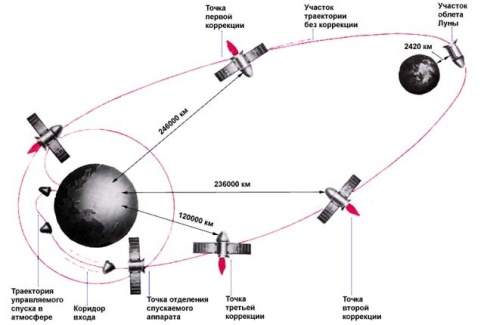 Точка
первой
коррекции
Участок
траектории
без коррекции
Участок
облета
Луны
2420 км
246000 км
236000 км
120000 км
Траектория
управляемого
спуска в
атмосфере
Коридор
входа
Точка отделения
спускаемого
аппарата
Точка
третьей
коррекции
Точка
второй
коррекции